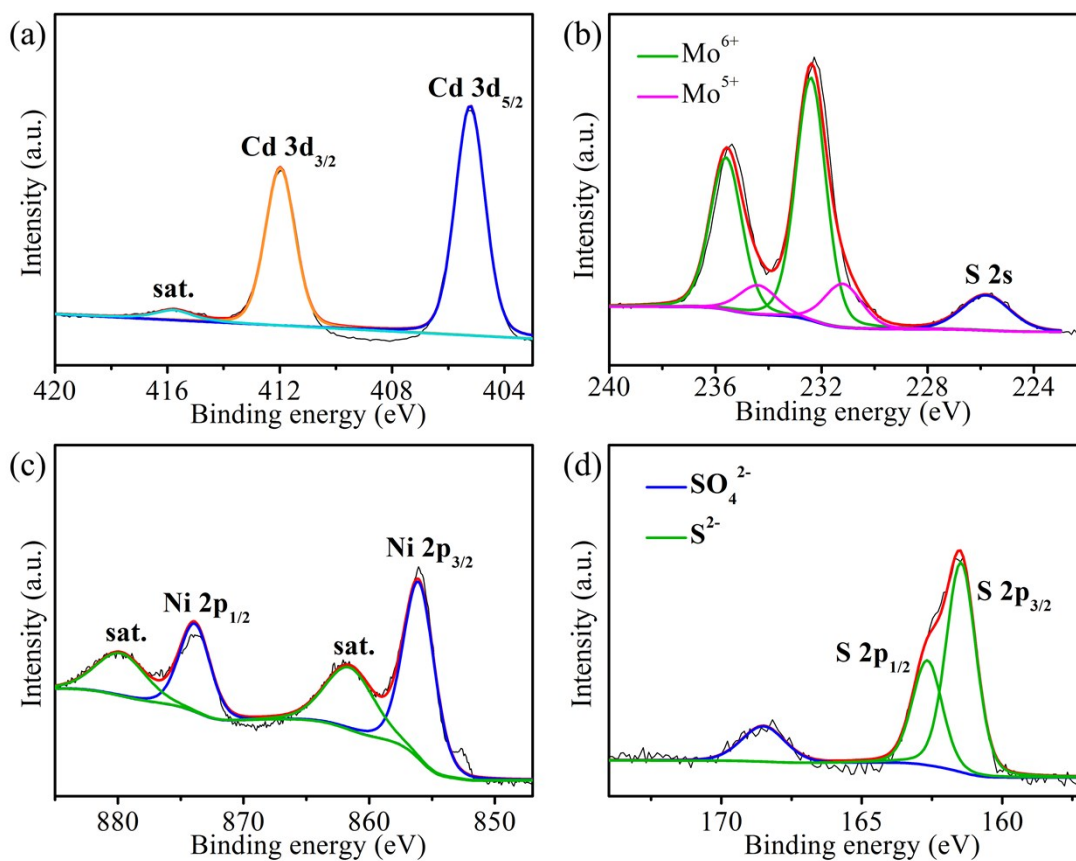 (a)
Cd 3d5/2
Cd 3d3/2
sat.
Intensity (a.u.)
420 416 412 408 404
Binding energy (eV)
(b)
Mo6+
Mo5+
S 2s
Intensity (a.u.)
240 236 232 228 224
Binding energy (eV)
(c)
Ni 2p3/2
Ni 2p1/2
sat.
sat.
Intensity (a.u.)
880 870 860 850
Binding energy (eV)
(d)
SO4 2-
S2-
S 2p3/2
S 2p1/2
Intensity (a.u.)
170 165 160
Binding energy (eV)